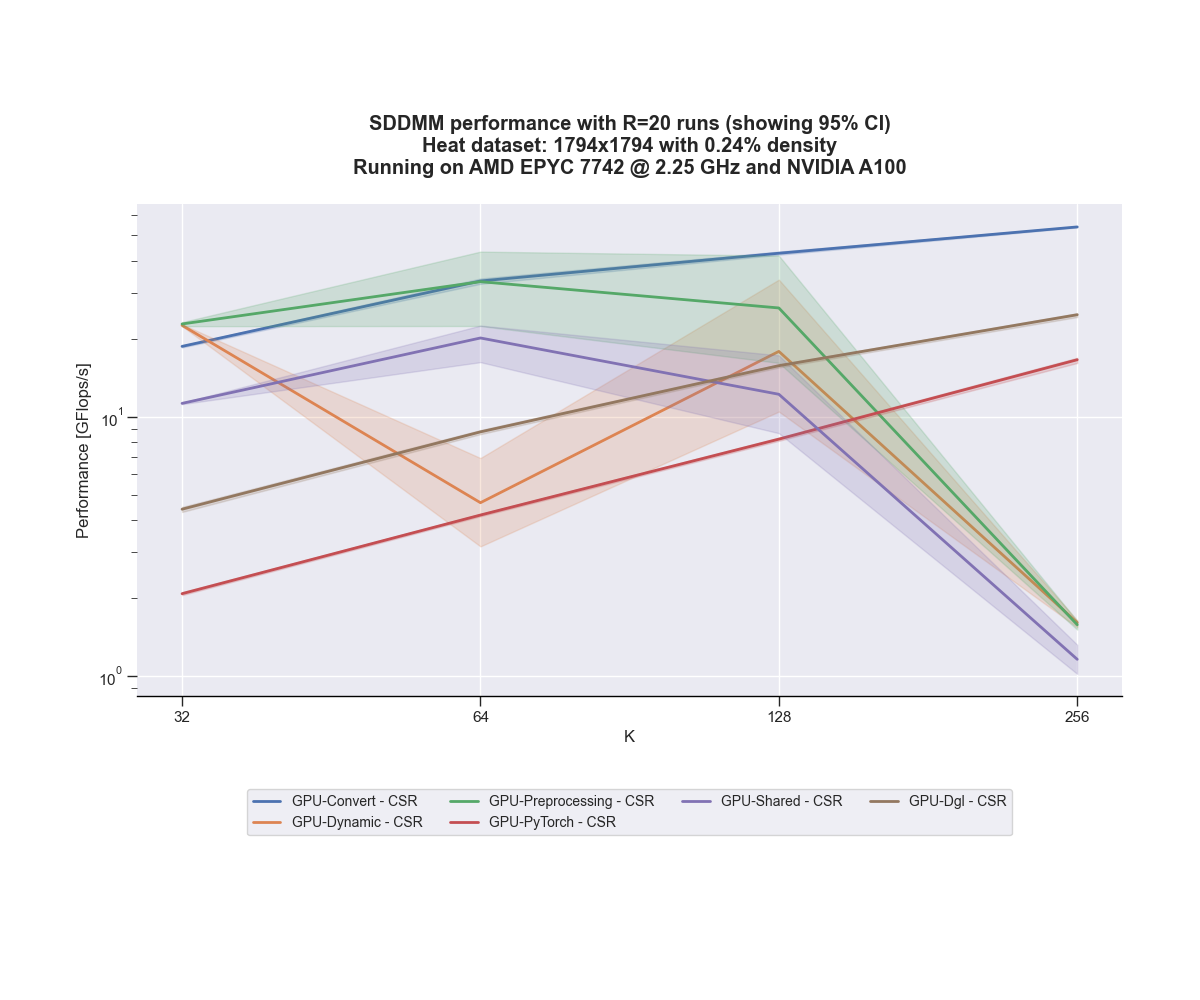 SDDMM performance with R=20 runs (showing 95% CI)
Heat dataset: 1794x1794 with 0.24% density
Running on AMD EPYC 7742 @ 2.25 GHz and NVIDIA A100
Performance [GFlops/s]
10^1
10^0
32 64 128 256
K
GPU-Convert - CSR GPU-Preprocessing - CSR GPU-Shared - CSR GPU-Dgl - CSR
GPU-Dynamic - CSR GPU-PyTorch - CSR